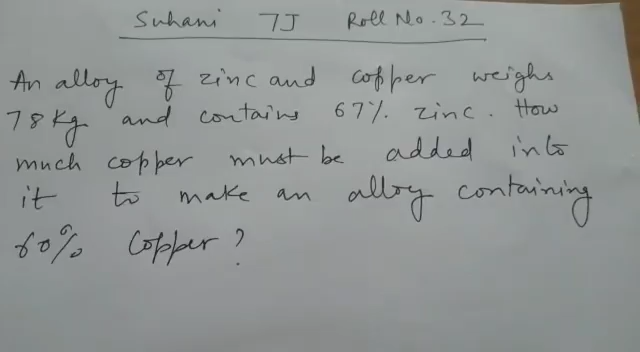 Suhani 7J Roll No. 32
An alloy of zinc and copper weighs
78 Kg and contains 67% zinc. How
much copper must be added into
it to make an alloy containing
60% copper?